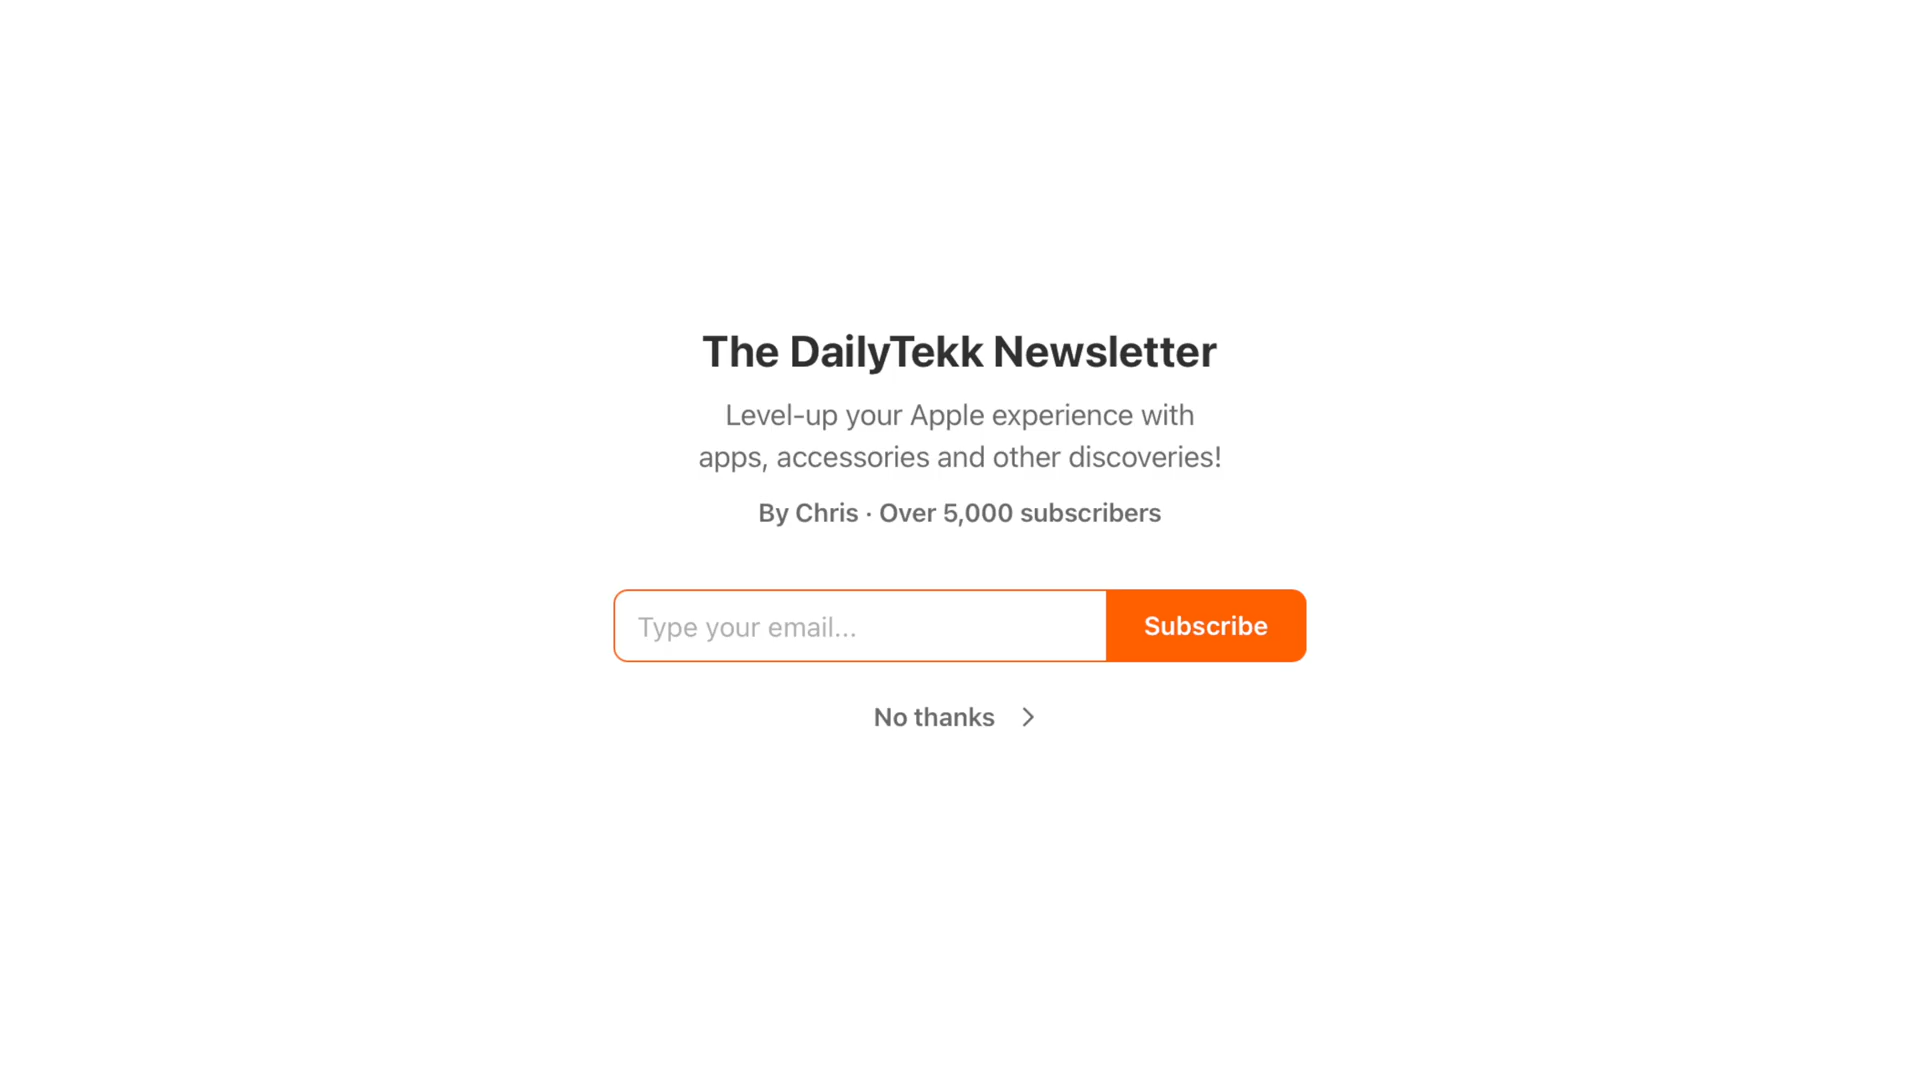 The DailyTekk Newsletter
Level-up your Apple experience with
apps, accessories and other discoveries!
By Chris · Over 5,000 subscribers
Type your email...
Subscribe
No thanks